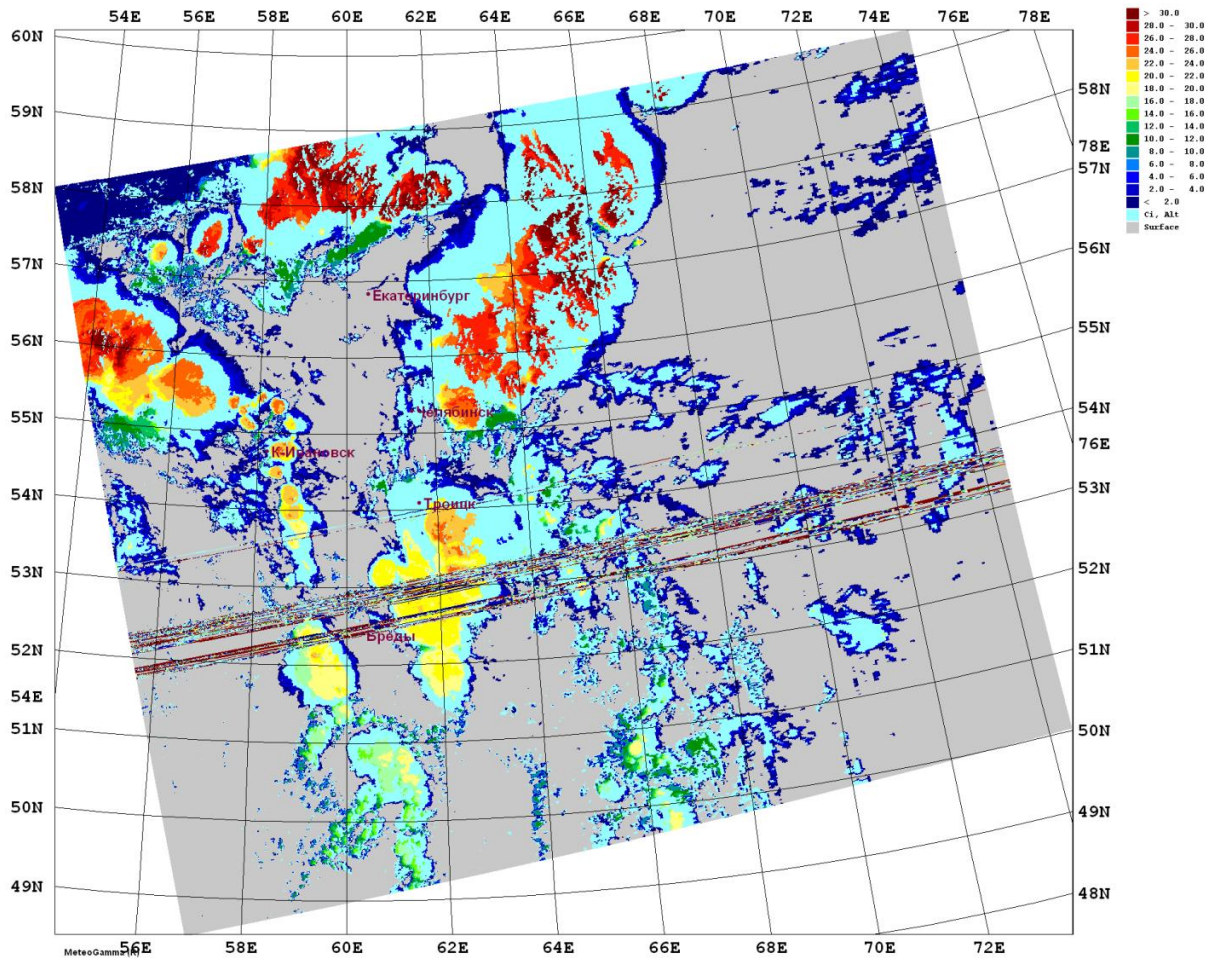 54E 56E 58E 60E 62E 64E 66E 68E 70E 72E 74E 76E 78E
60N
59N
58N
57N
56N
55N
54N
53N
52N
54E
51N
50N
49N
> 30.0
28.0 - 30.0
26.0 - 28.0
24.0 - 26.0
22.0 - 24.0
20.0 - 22.0
18.0 - 20.0
16.0 - 18.0
14.0 - 16.0
12.0 - 14.0
10.0 - 12.0
8.0 - 10.0
6.0 - 8.0
4.0 - 6.0
2.0 - 4.0
< 2.0
Ci, Alt
Surface
58N
78E
57N
56N
55N
54N
76E
53N
52N
51N
50N
49N
48N
Екатеринбург
Челябинск
К-Ивановск
Троицк
Бреды
56E 58E 60E 62E 64E 66E 68E 70E 72E
MeteoGamma (R)